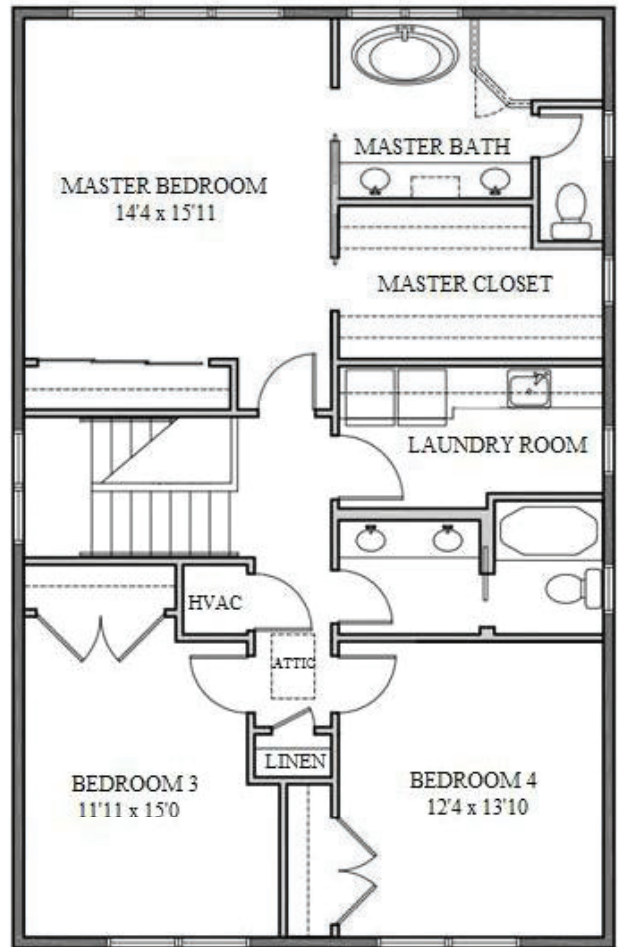 MASTER BATH
MASTER BEDROOM
14'4 x 15'11
MASTER CLOSET
LAUNDRY ROOM
HVAC
ATTIC
LINEN
BEDROOM 3
11'11 x 15'0
BEDROOM 4
12'4 x 13'10